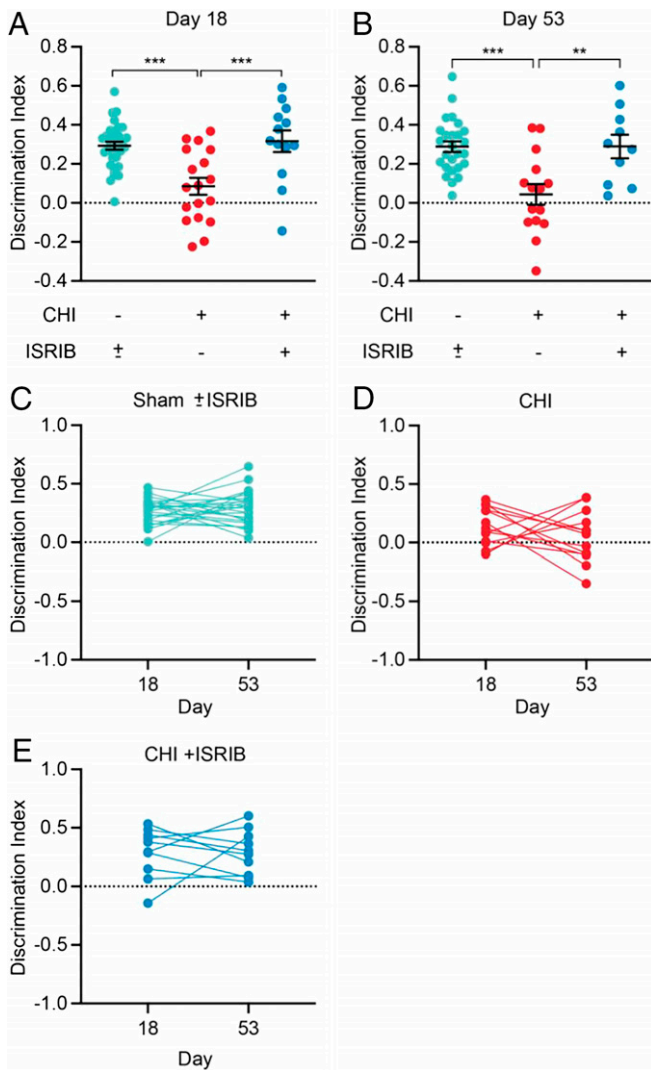 A
Day 18
Discrimination Index
0.8
0.6
0.4
0.2
0.0
-0.2
-0.4
***
***
CHI - + +
ISRIB ± - +
B
Day 53
Discrimination Index
0.8
0.6
0.4
0.2
0.0
-0.2
-0.4
***
**
- + +
± - +
C
Sham ±ISRIB
Discrimination Index
1.0
0.5
0.0
-0.5
-1.0
18 53
Day
D
CHI
Discrimination Index
1.0
0.5
0.0
-0.5
-1.0
18 53
Day
E
CHI +ISRIB
Discrimination Index
1.0
0.5
0.0
-0.5
-1.0
18 53
Day